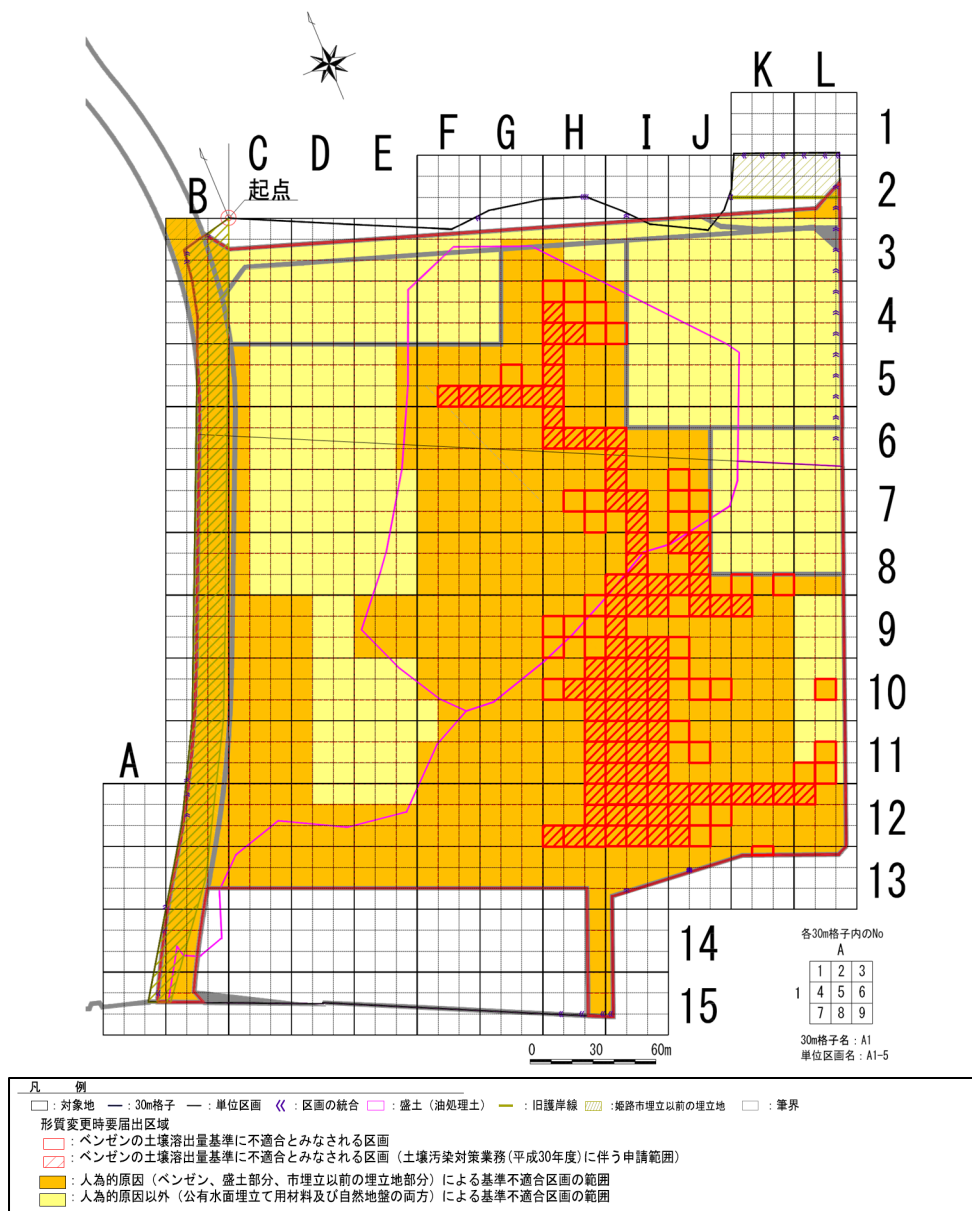 K L
F G H I J
1
C D E
B
起点
2
3
4
5
6
7
8
9
10
A
11
12
13
各30m格子内のNo
A
14
1 2 3
1 4 5 6
7 8 9
15
30m格子名：A1
単位区画名：A1-5
0 30 60m
凡 例
：対象地 ：30m格子 ：単位区画 ：区画の統合 ：盛土（油処理土） ：旧護岸線 ：姫路市埋立以前の埋立地 ：筆界
形質変更時要届出区域
：ベンゼンの土壌溶出量基準に不適合とみなされる区画
：ベンゼンの土壌溶出量基準に不適合とみなされる区画（土壌汚染対策業務(平成30年度)に伴う申請範囲）
：人為的原因（ベンゼン、盛土部分、市埋立以前の埋立地部分）による基準不適合区画の範囲
：人為的原因以外（公有水面埋立て用材料及び自然地盤の両方）による基準不適合区画の範囲